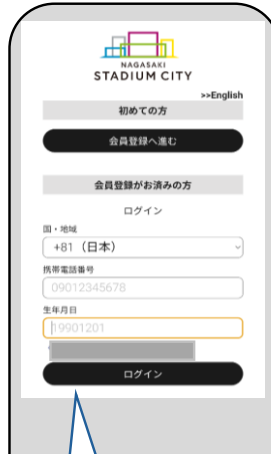 NAGASAKI
STADIUM CITY
>>English
初めての方
会員登録へ進む
会員登録がお済みの方
ログイン
国・地域
+81（日本）
携帯電話番号
09012345678
生年月日
19901201
ログイン